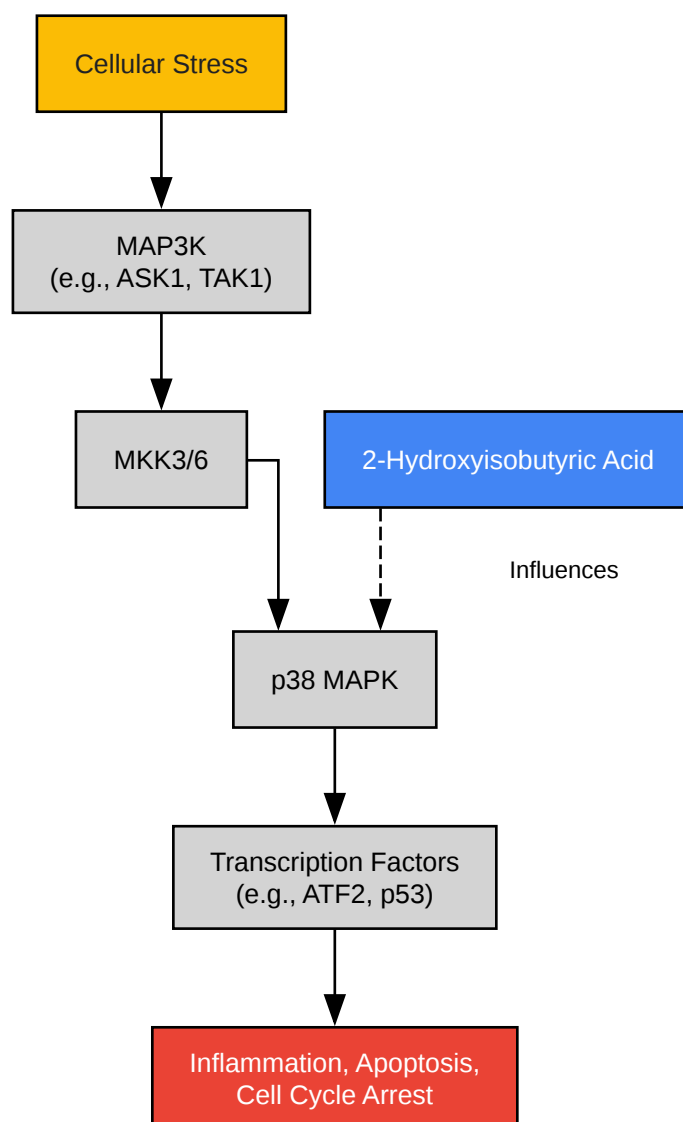 Cellular Stress
MAP3K
(e.g., ASK1, TAK1)
MKK3/6
2-Hydroxyisobutyric Acid
Influences
p38 MAPK
Transcription Factors
(e.g., ATF2, p53)
Inflammation, Apoptosis,
Cell Cycle Arrest